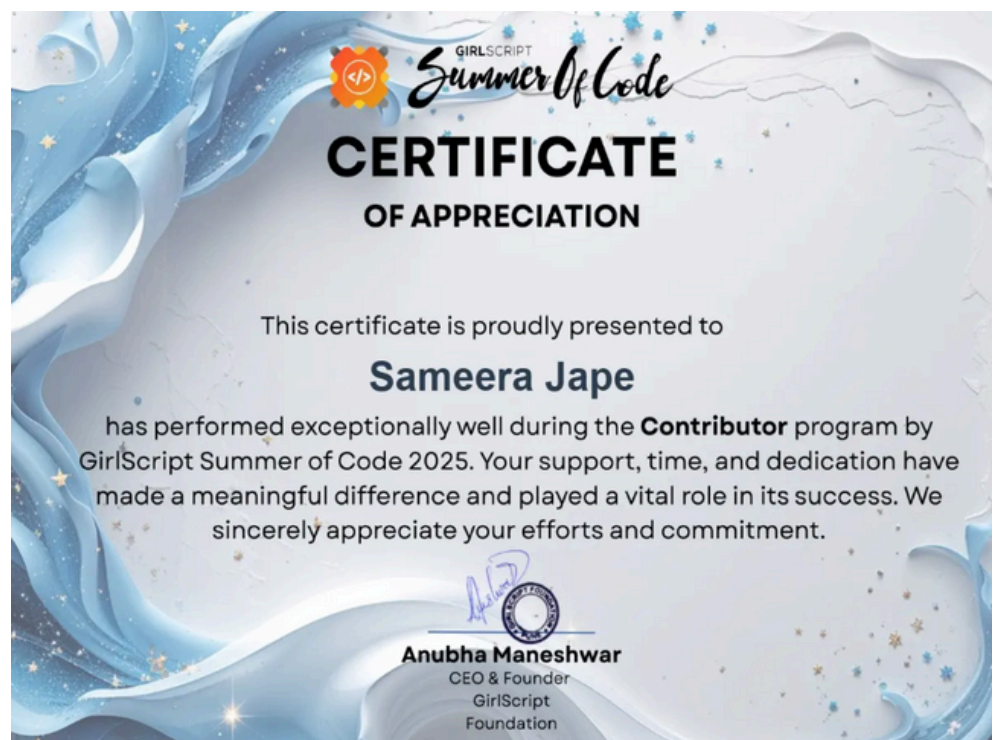 </>
GIRLSCRIPT
Summer Of Code
CERTIFICATE
OF APPRECIATION
This certificate is proudly presented to
Sameera Jape
has performed exceptionally well during the Contributor program by
GirlScript Summer of Code 2025. Your support, time, and dedication have
made a meaningful difference and played a vital role in its success. We
sincerely appreciate your efforts and commitment.
Anubha Maneshwar
CEO & Founder
GirlScript
Foundation